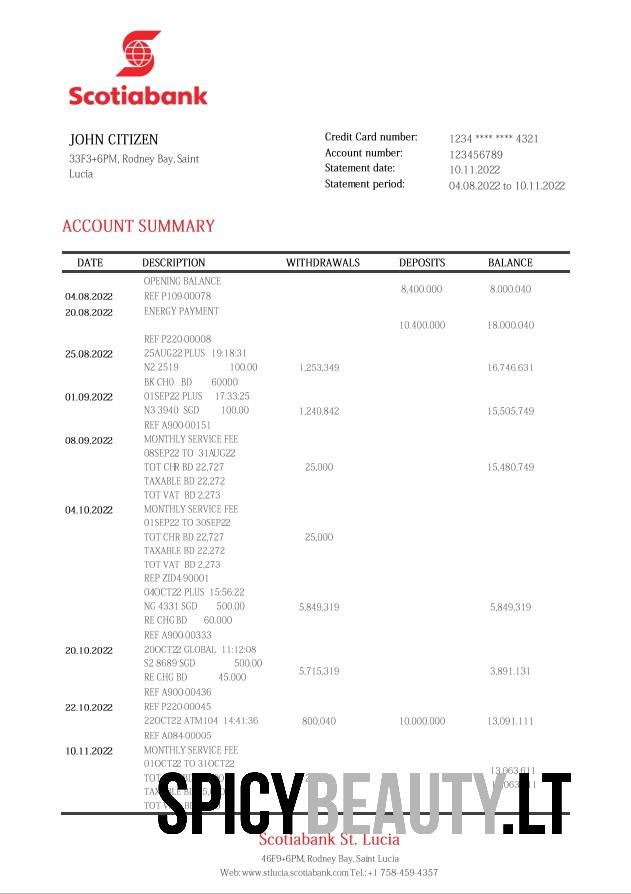 Scotiabank
JOHN CITIZEN
33F3+6PM, Rodney Bay, Saint
Lucia
Credit Card number: 1234 **** **** 4321
Account number: 123456789
Statement date: 10.11.2022
Statement period: 04.08.2022 to 10.11.2022
ACCOUNT SUMMARY
DATE DESCRIPTION WITHDRAWALS DEPOSITS BALANCE
OPENING BALANCE
8,400.000 8.000.040
04.08.2022 REF P109-00078
20.08.2022 ENERGY PAYMENT
10.400.000 18.000.040
REF P220-00008
25.08.2022 25AUG22 PLUS 19:18:31
N2 2519 100.00 1,253,349 16,746.631
BK CHO BD 60000
01.09.2022 01SEP22 PLUS 17:33:25
N3 3940 SGD 100.00 1,240.842 15,505,749
REF A900-00151
08.09.2022 MONTHLY SERVICE FEE
08SEP22 TO 31AUG22
TOT CHR BD 22,727 25,000 15,480,749
TAXABLE BD 22,272
TOT VAT BD 2,273
04.10.2022 MONTHLY SERVICE FEE
01SEP22 TO 30SEP22
TOT CHR BD 22,727 25,000
TAXABLE BD 22,272
TOT VAT BD 2,273
REP ZID4-90001
04OCT22 PLUS 15:56:22
NG 4331 SGD 500.00 5,849,319 5,849,319
RE CHG BD 60.000
REF A900-00333
20.10.2022 20OCT22 GLOBAL 11:12:08
S2 8689 SGD 500.00
5,715,319 3,891.131
RE CHG BD 45.000
REF A900-00436
22.10.2022 REF P220-00045
22OCT22 ATM104 14:41:36 800,040 10.000.000 13,091.111
REF A084-00005
10.11.2022 MONTHLY SERVICE FEE
01OCT22 TO 31OCT22
13,063,611
TOT
TOT
SPICYBEAUTY.LT
Scotiabank St. Lucia
46F9+6PM, Rodney Bay, Saint Lucia
Web: www.stlucia.scotiabank.com Tel.: +1 758-459-4357